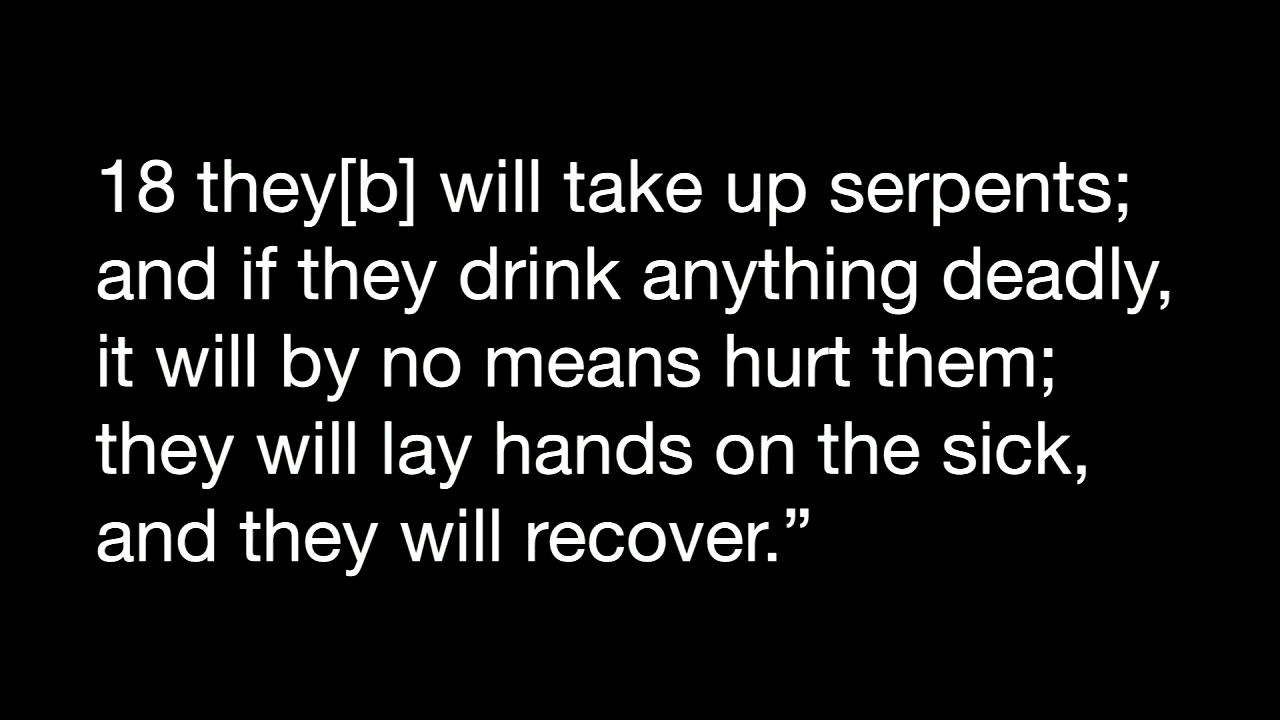 18 they[b] will take up serpents;
and if they drink anything deadly,
it will by no means hurt them;
they will lay hands on the sick,
and they will recover.”